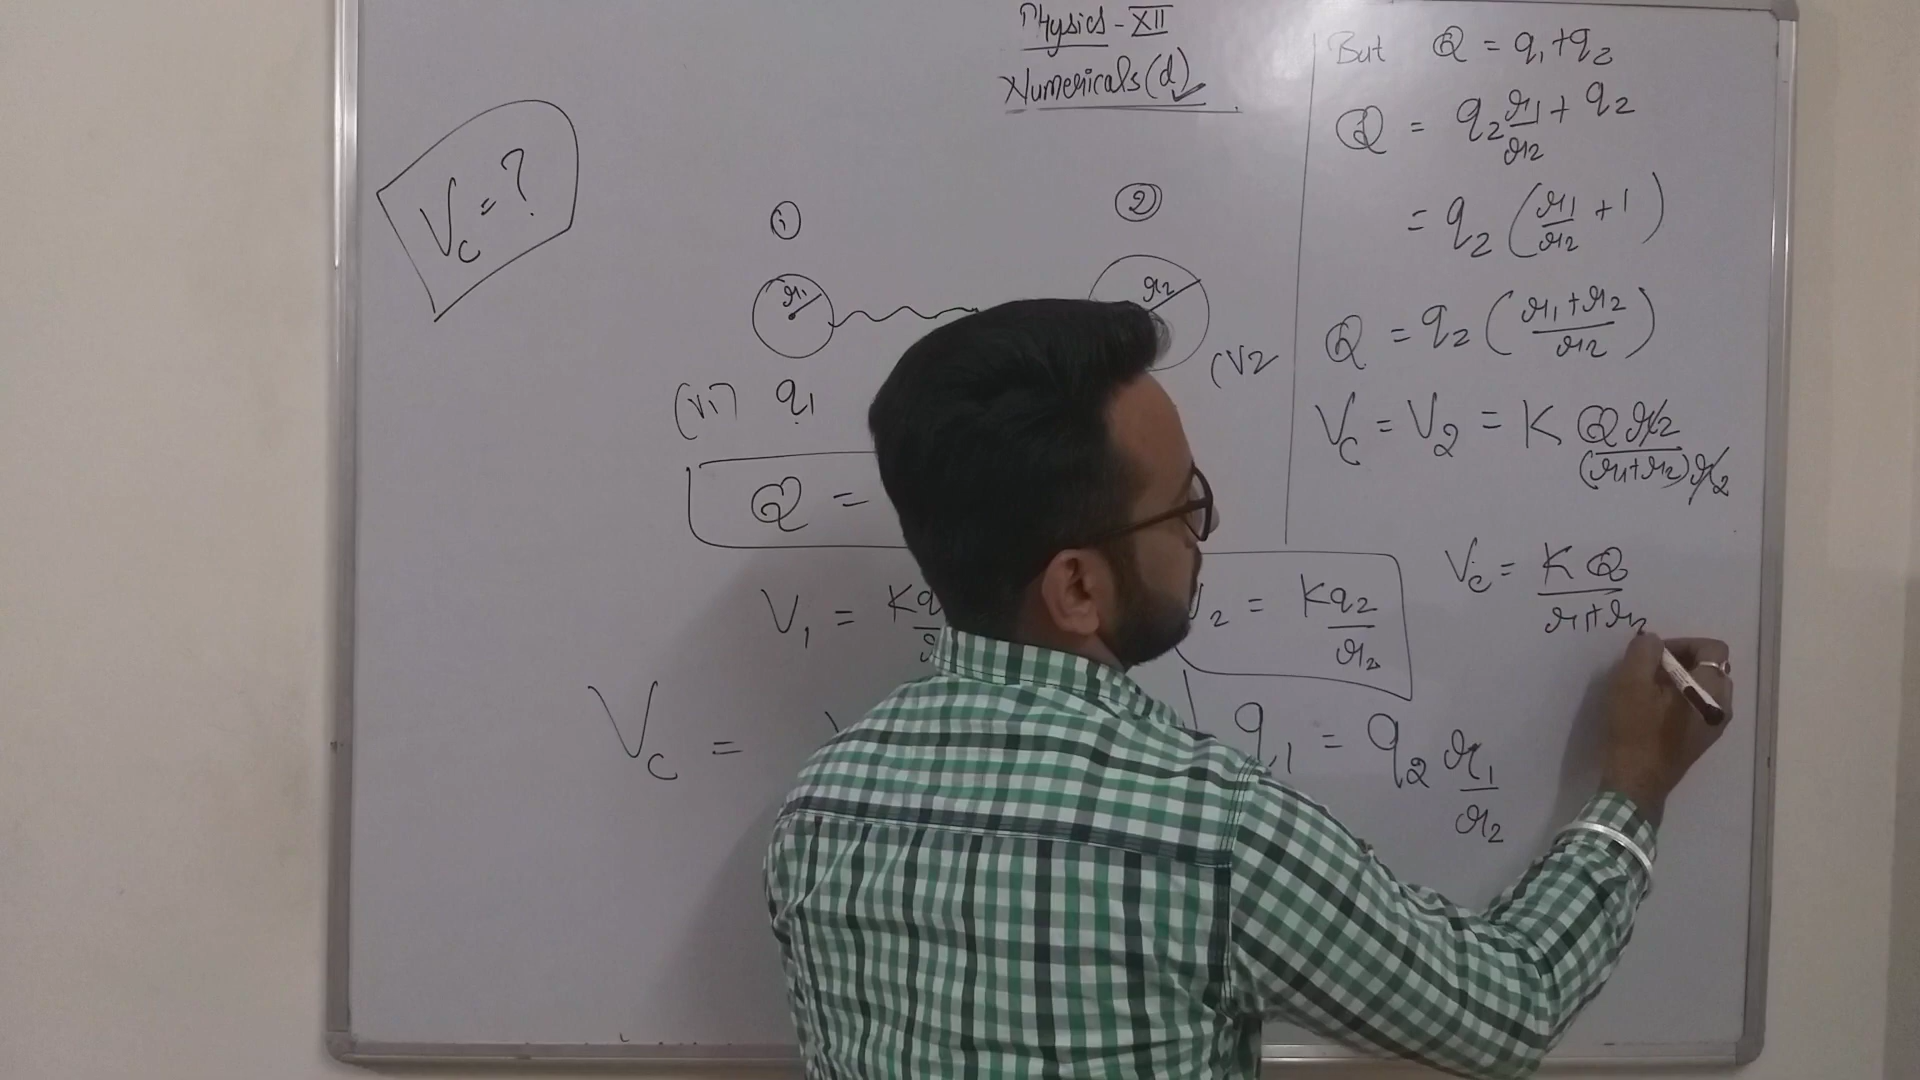 Physics - XII
Numericals (d)
Vc = ?
1
2
r1
r2
(V1) q1
(V2
Q =
V1 = Kq
2 = Kq2/r2
Vc =
q1 = q2 r1/r2
But Q = q1+q2
Q = q2 r1/r2 + q2
= q2 (r1/r2 + 1)
Q = q2 (r1+r2/r2)
Vc = V2 = K Q r2/(r1+r2) r2
Vc = K Q/r1+r2